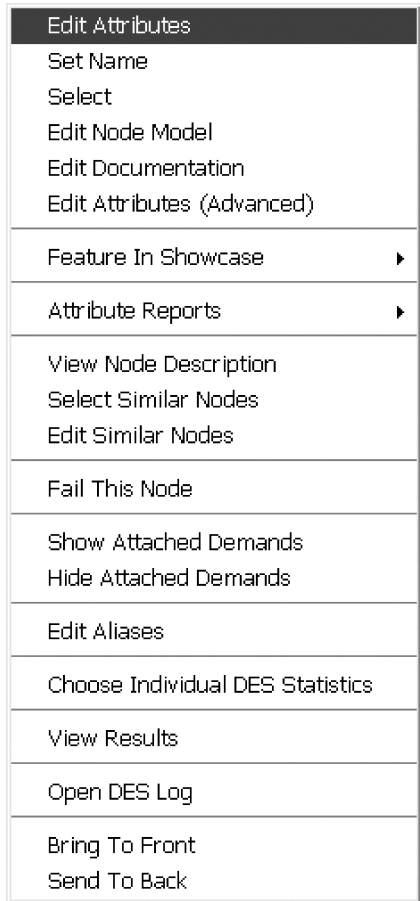 Edit Attributes
Set Name
Select
Edit Node Model
Edit Documentation
Edit Attributes (Advanced)
Feature In Showcase
Attribute Reports
View Node Description
Select Similar Nodes
Edit Similar Nodes
Fail This Node
Show Attached Demands
Hide Attached Demands
Edit Aliases
Choose Individual DES Statistics
View Results
Open DES Log
Bring To Front
Send To Back